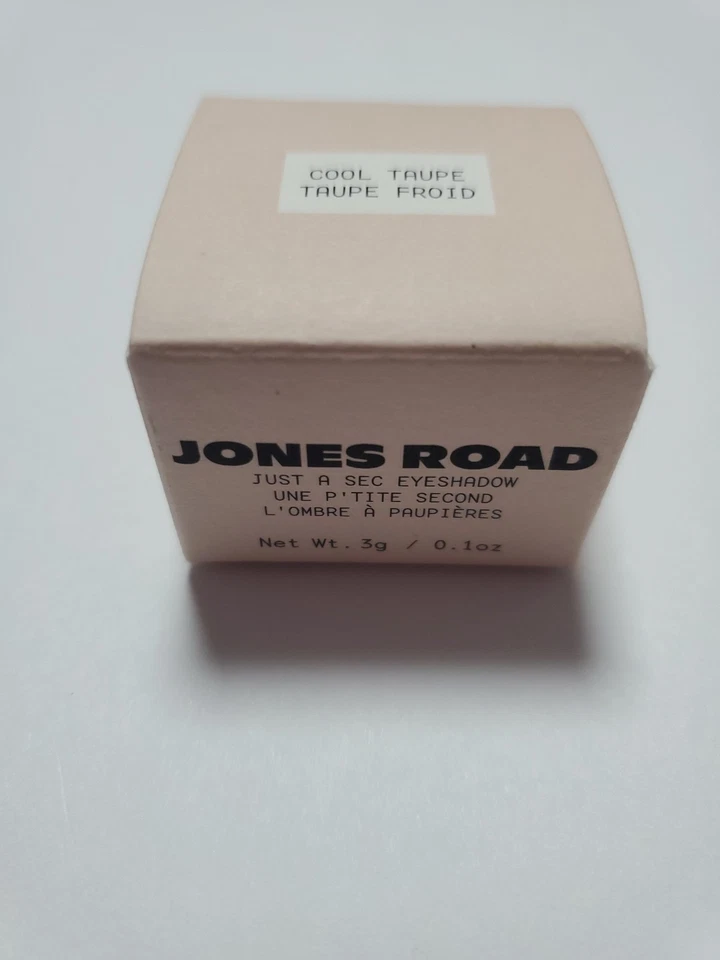 COOL TAUPE
TAUPE FROID
JONES ROAD
JUST A SEC EYESHADOW
UNE P'TITE SECOND
L'OMBRE À PAUPIÈRES
Net Wt. 3g / 0.1oz